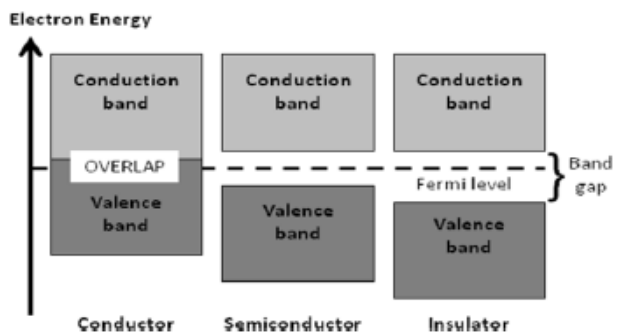 Electron Energy
Conduction
band
Conduction
band
Conduction
band
OVERLAP
Band
gap
Fermi level
Valence
band
Valence
band
Valence
band
Conductor
Semiconductor
Insulator